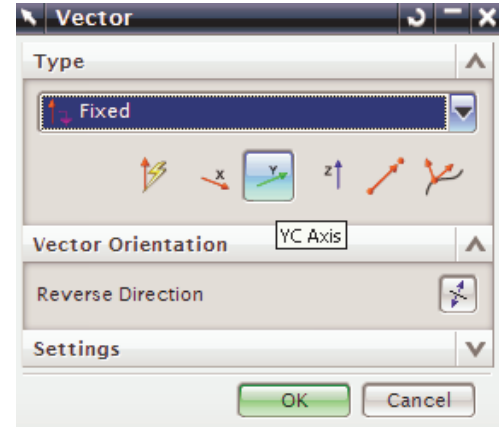 Vector
Type
Fixed
X
Y
Z
YC Axis
Vector Orientation
Reverse Direction
Settings
OK Cancel